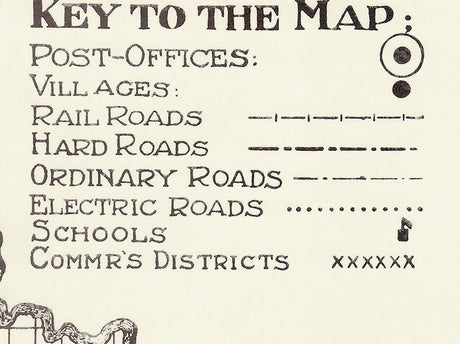 KEY TO THE MAP:
POST-OFFICES:
VILLAGES:
RAIL ROADS
HARD ROADS
ORDINARY ROADS
ELECTRIC ROADS
SCHOOLS
COMMR'S DISTRICTS xxxxxx